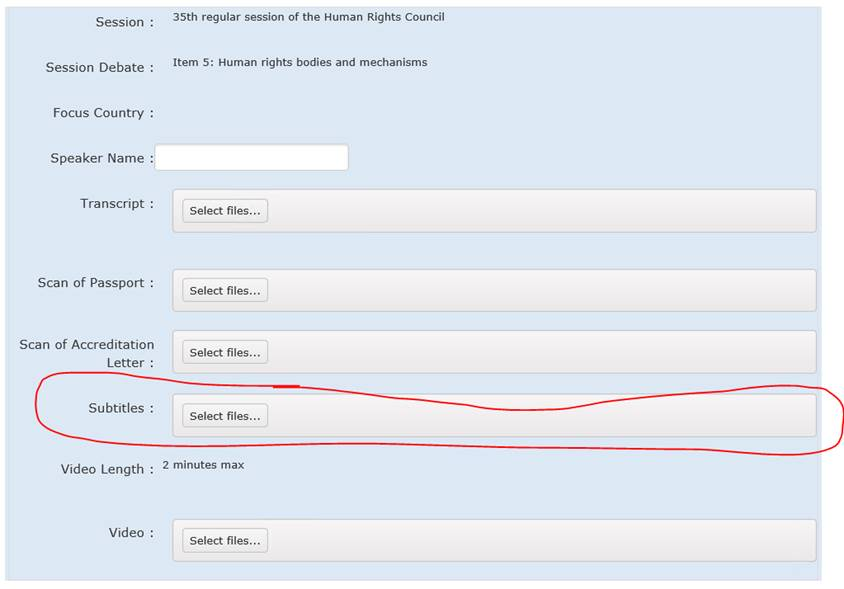 Session : 35th regular session of the Human Rights Council
Session Debate : Item 5: Human rights bodies and mechanisms
Focus Country :
Speaker Name :
Transcript : Select files...
Scan of Passport : Select files...
Scan of Accreditation
Letter : Select files...
Subtitles : Select files...
Video Length : 2 minutes max
Video : Select files...